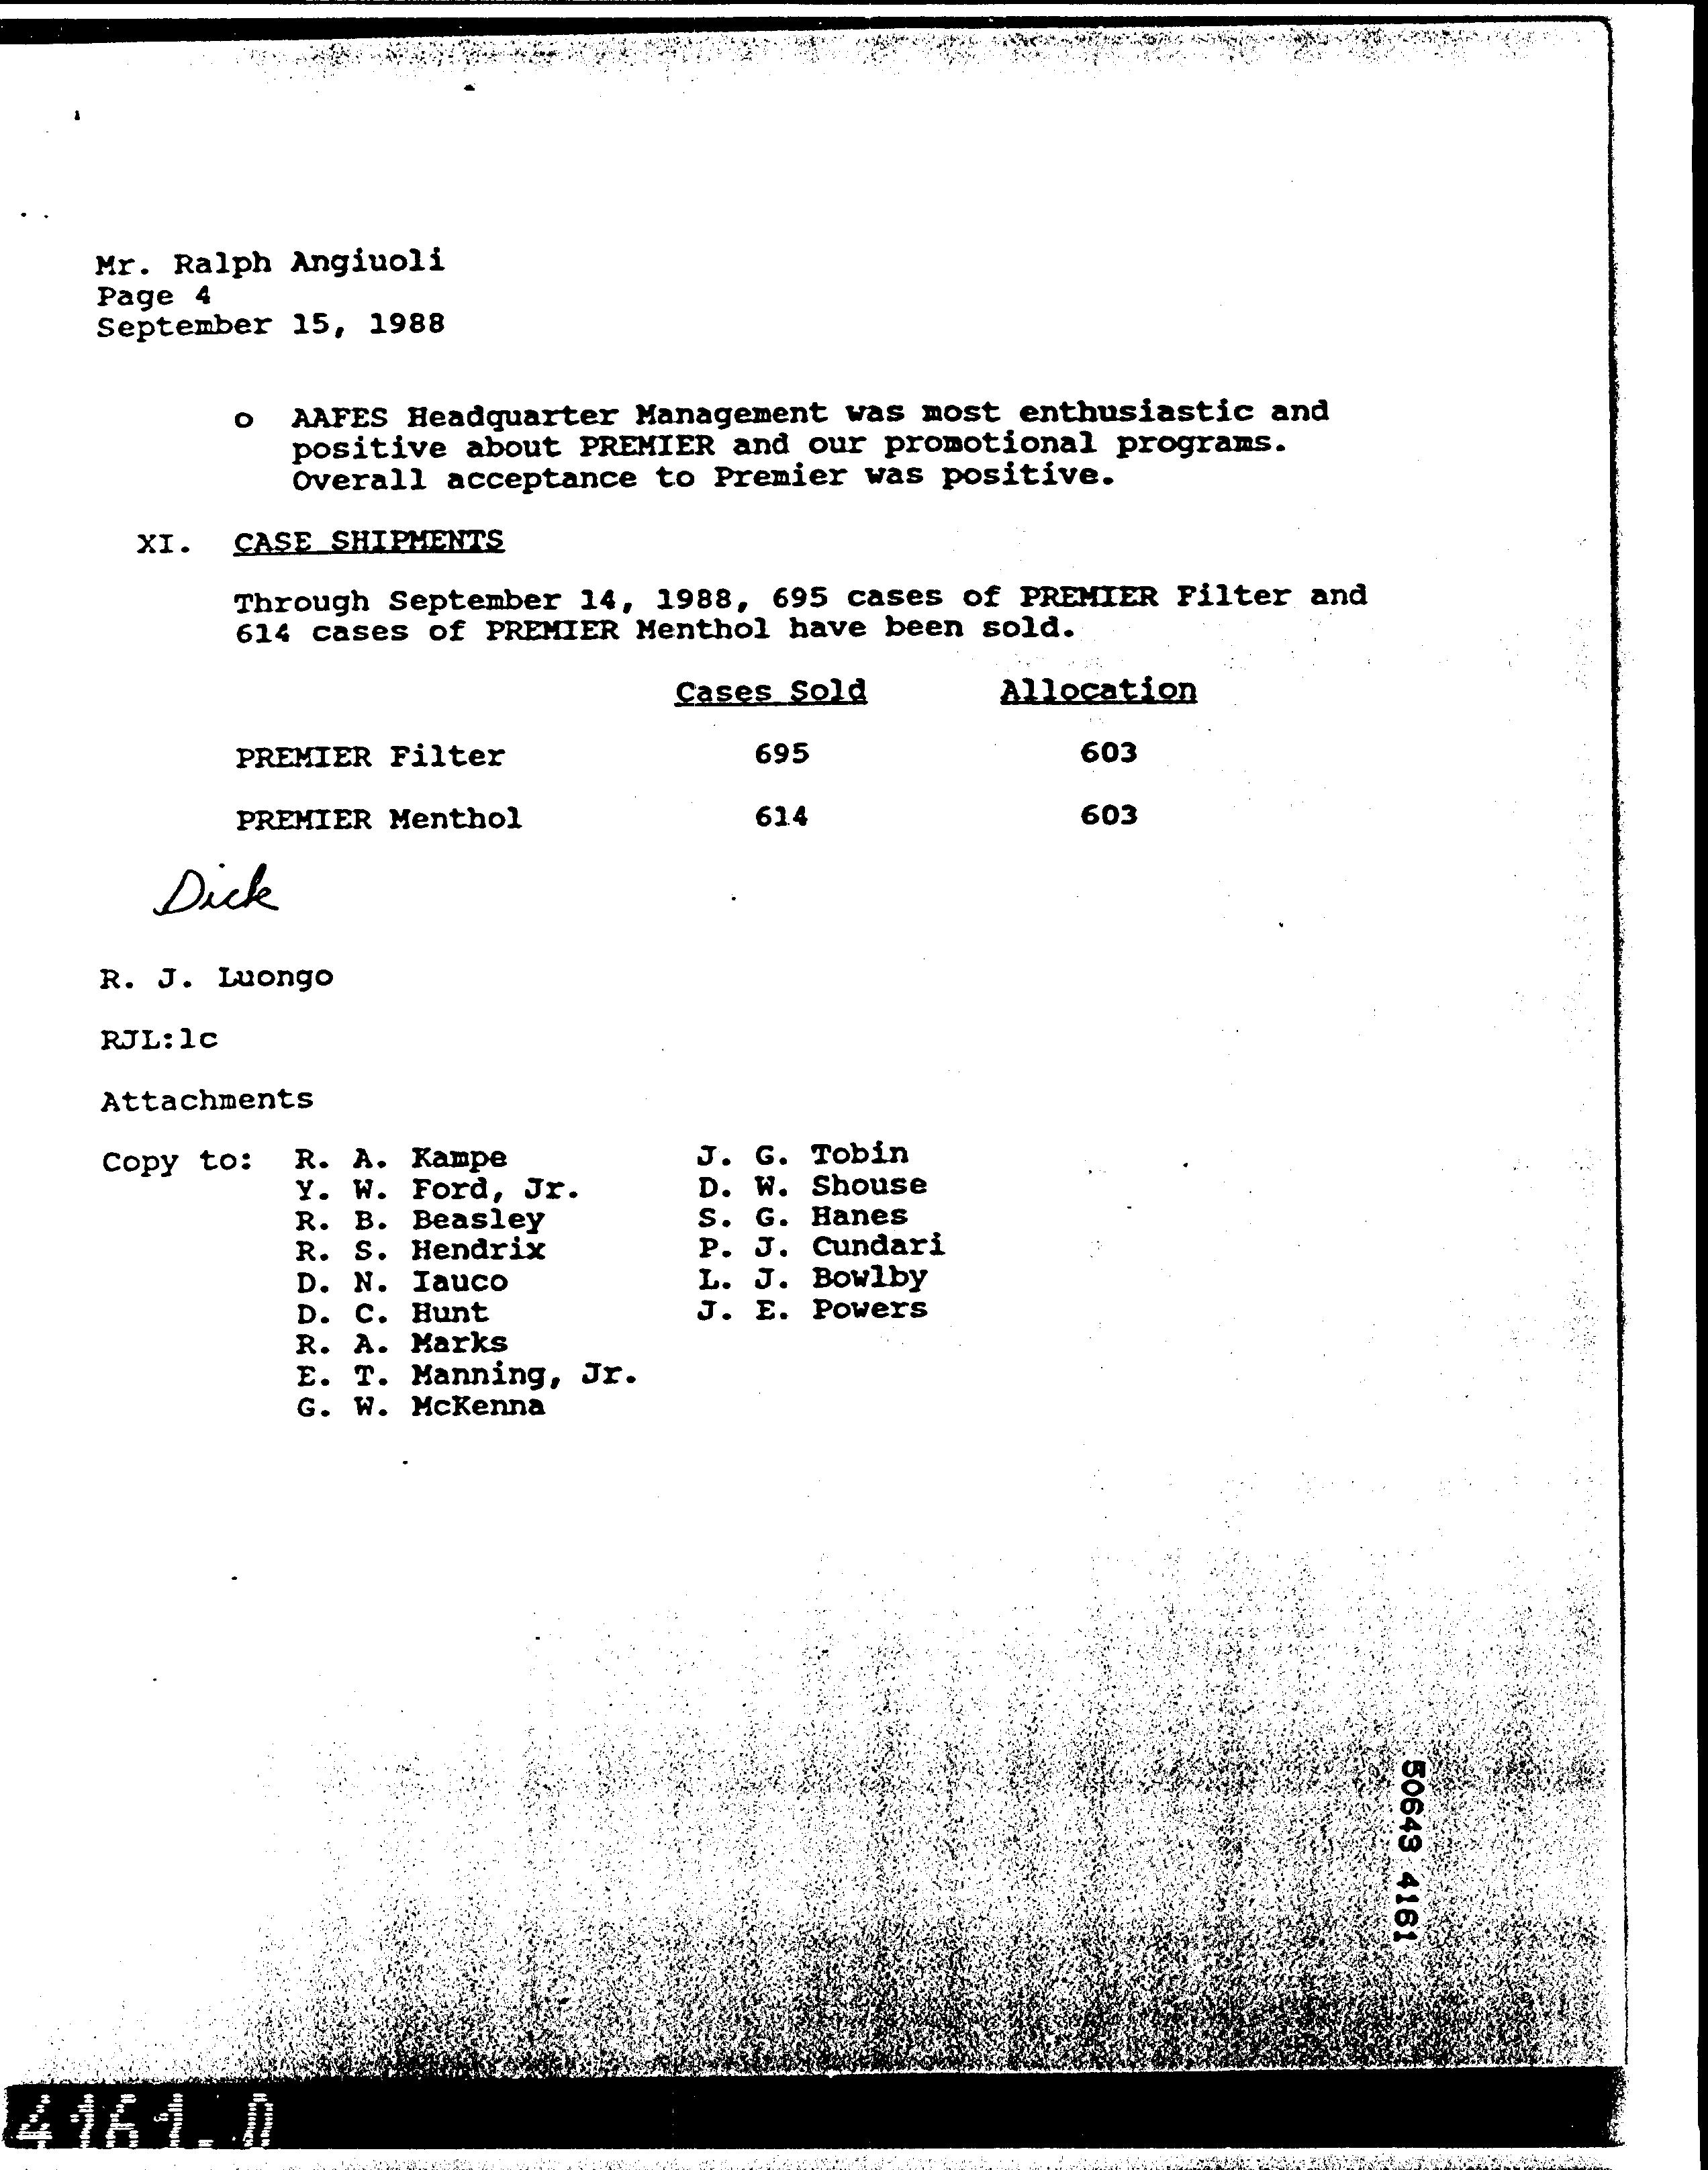 Mr. Ralph Angiuoli
Page 4
September 15, 1988
o AAFES Headquarter Management was most enthusiastic and
positive about PREMIER and our promotional programs.
Overall acceptance to Premier was positive.
XI. CASE SHIPMENTS
Through September 14, 1988, 695 cases of PREMIER Filter and
614 cases of PREMIER Menthol have been sold.
Cases Sold Allocation
PREMIER Filter 695 603
PREMIER Menthol 614 603
Dick
R. J. Luongo
RJL:lc
Attachments
Copy to: R. A. Kampe J. G. Tobin
Y. W. Ford, Jr. D. W. Shouse
R. B. Beasley S. G. Hanes
R. S. Hendrix P. J. Cundari
D. N. Iauco L. J. Bowlby
D. C. Hunt J. E. Powers
R. A. Marks
E. T. Manning, Jr.
G. W. McKenna
50643 4161
4161.0